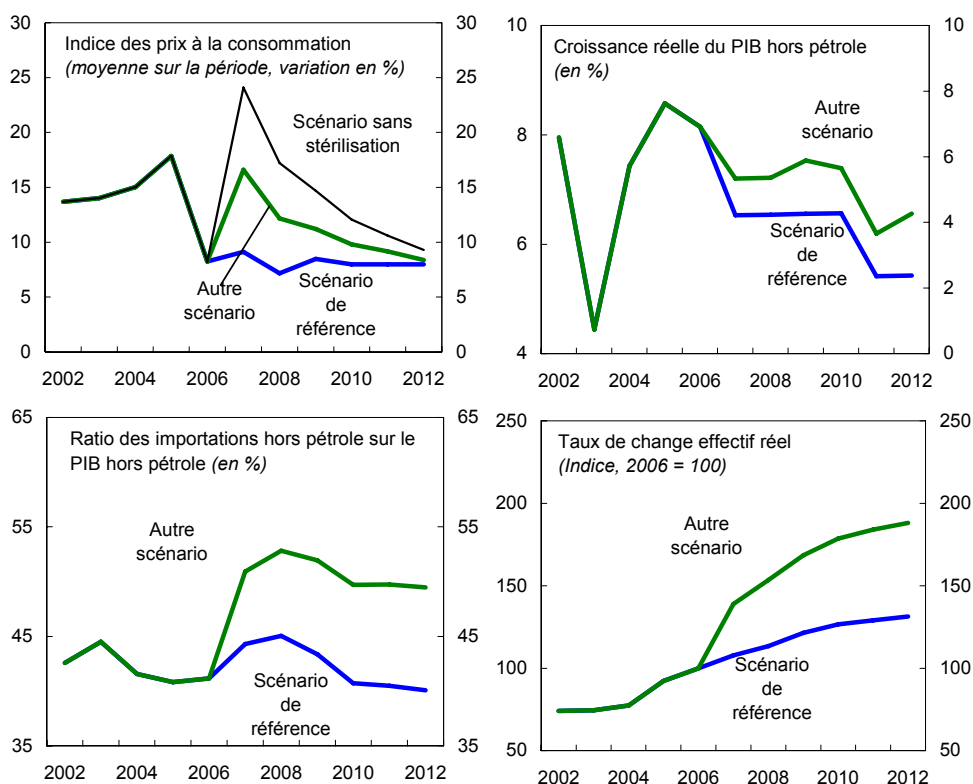 Indice des prix à la consommation
(moyenne sur la période, variation en %)
30
25
20
15
10
5
0
30
25
20
15
10
5
0
Scénario sans
stérilisation
Autre
scénario
Scénario
de
référence
2002 2004 2006 2008 2010 2012
Croissance réelle du PIB hors pétrole
(en %)
10
8
6
4
10
8
6
4
2
0
Autre
scénario
Scénario
de
référence
2002 2004 2006 2008 2010 2012
Ratio des importations hors pétrole sur le
PIB hors pétrole (en %)
65
55
45
35
65
55
45
35
Autre
scénario
Scénario
de
référence
2002 2004 2006 2008 2010 2012
Taux de change effectif réel
(Indice, 2006 = 100)
250
200
150
100
50
250
200
150
100
50
Autre
scénario
Scénario
de
référence
2002 2004 2006 2008 2010 2012